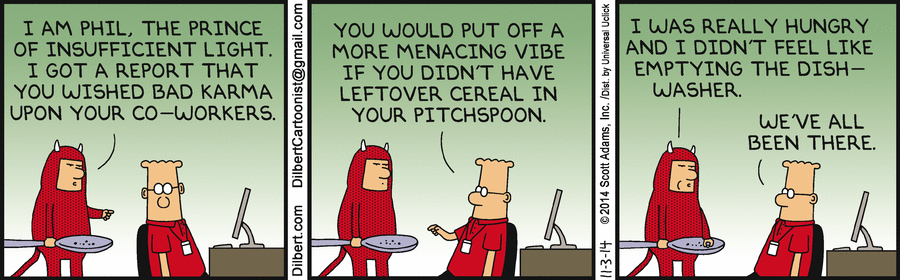 I AM PHIL, THE PRINCE
OF INSUFFICIENT LIGHT.
I GOT A REPORT THAT
YOU WISHED BAD KARMA
UPON YOUR CO-WORKERS.
Dilbert.com DilbertCartoonist@gmail.com
YOU WOULD PUT OFF A
MORE MENACING VIBE
IF YOU DIDN'T HAVE
LEFTOVER CEREAL IN
YOUR PITCHSPOON.
11-3-14 © 2014 Scott Adams, Inc. /Dist. by Universal Uclick
I WAS REALLY HUNGRY
AND I DIDN'T FEEL LIKE
EMPTYING THE DISH-
WASHER.
WE'VE ALL
BEEN THERE.